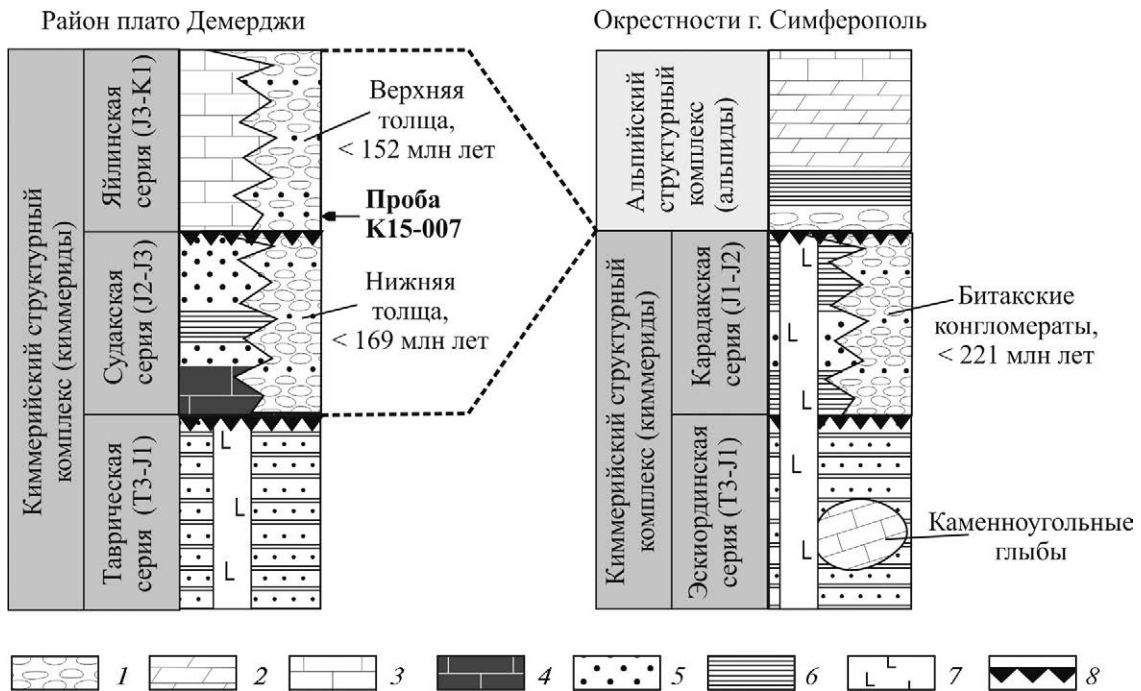 Район плато Демерджи
Киммерийский структурный
комплекс (киммериды)
Яйлинская
серия (J3-K1)
Судакская
серия (J2-J3)
Таврическая
серия (T3-J1)
Верхняя
толща,
< 152 млн лет
Проба
K15-007
Нижняя
толща,
< 169 млн лет
L
L
L
L
Окрестности г. Симферополь
Альпийский
структурный
комплекс
(альпиды)
Киммерийский структурный
комплекс (киммериды)
Карадакская
серия (J1-J2)
Эскиординская
серия (T3-J1)
L
L
L
L
L
L
Битакские
конгломераты,
< 221 млн лет
Каменноугольные
глыбы
1 2 3 4 5 6 L L L 7 8